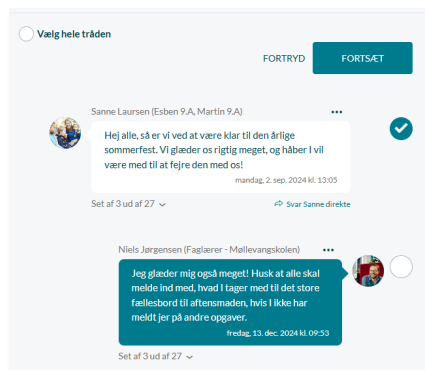 Vælg hele tråden
FORTRYD
FORTSÆT
Sanne Laursen (Esben 9.A, Martin 9.A)
Hej alle, så er vi ved at være klar til den årlige
sommerfest. Vi glæder os rigtig meget, og håber I vil
være med til at fejre den med os!
mandag, 2. sep. 2024 kl. 13:05
Set af 3 ud af 27
Svar Sanne direkte
Niels Jørgensen (Faglærer - Møllevangskolen)
Jeg glæder mig også meget! Husk at alle skal
melde ind med, hvad I tager med til det store
fællesbord til aftensmaden, hvis I ikke har
meldt jer på andre opgaver.
fredag, 13. dec. 2024 kl. 09:53
Set af 3 ud af 27